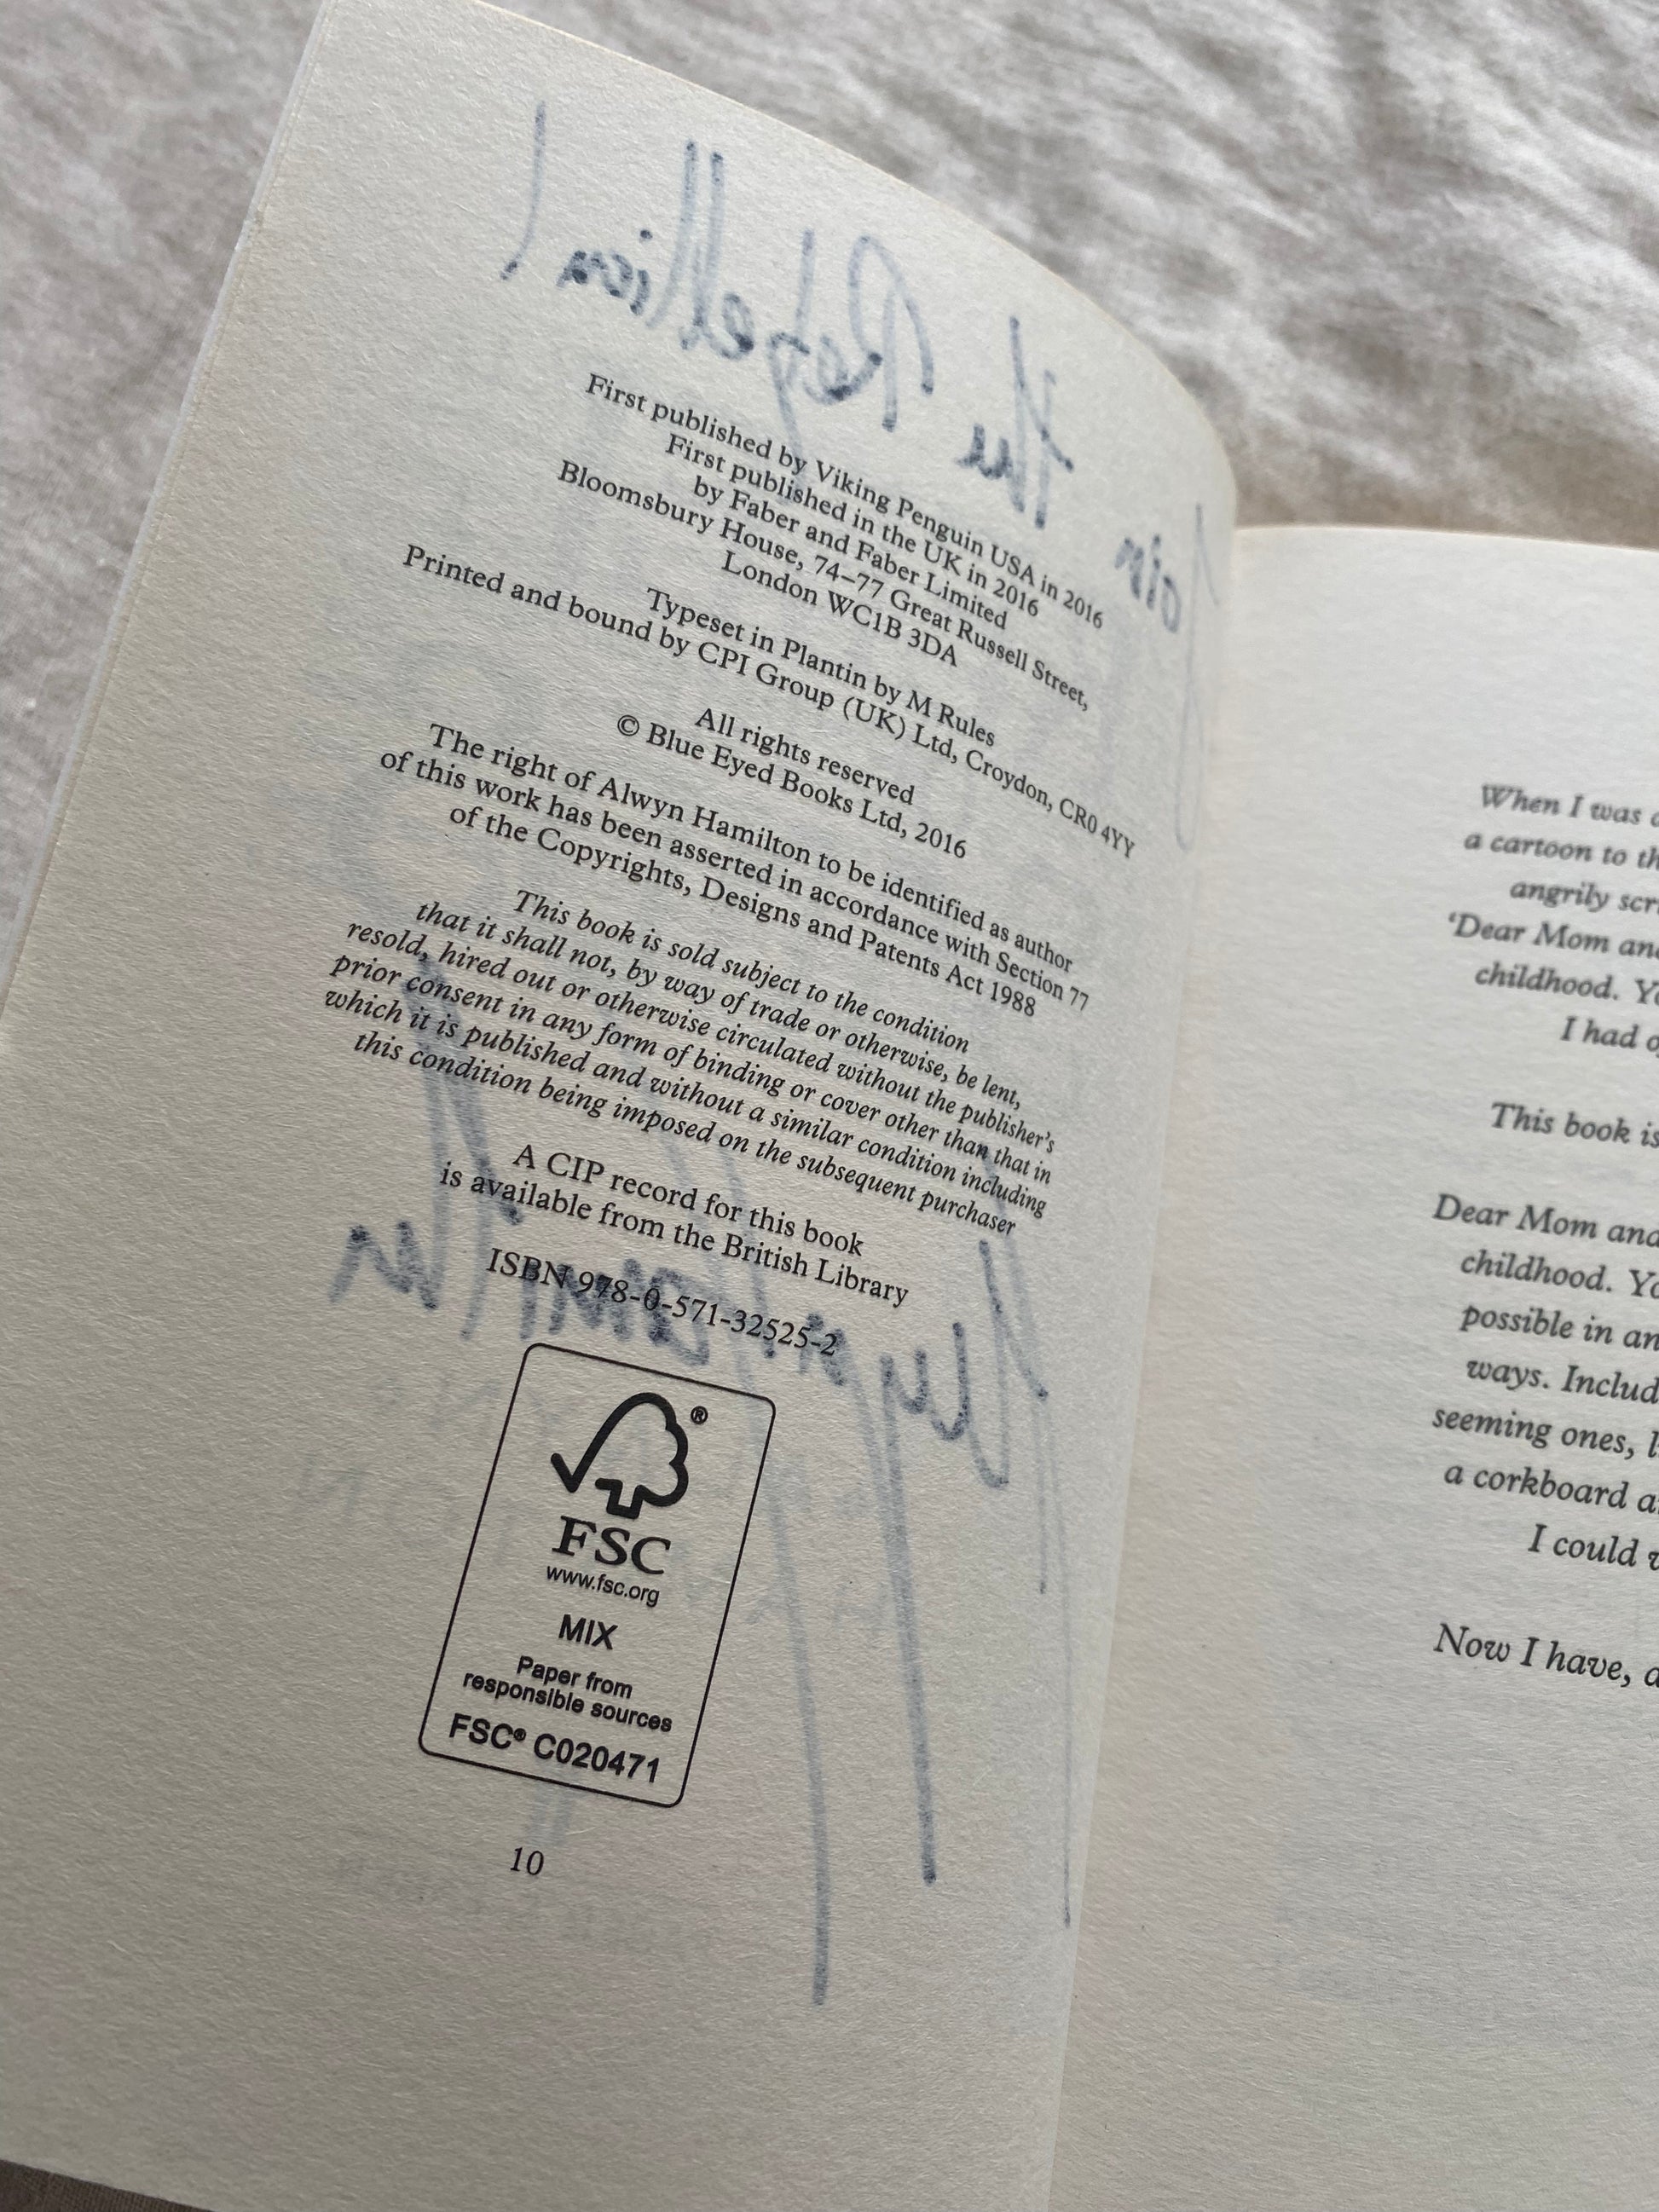 Join the Rebellion!
First published by Viking Penguin USA in 2016
First published in the UK in 2016
by Faber and Faber Limited
Bloomsbury House, 74–77 Great Russell Street,
London WC1B 3DA
Typeset in Plantin by M Rules
Printed and bound by CPI Group (UK) Ltd, Croydon, CR0 4YY
All rights reserved
© Blue Eyed Books Ltd, 2016
The right of Alwyn Hamilton to be identified as author
of this work has been asserted in accordance with Section 77
of the Copyrights, Designs and Patents Act 1988
This book is sold subject to the condition
that it shall not, by way of trade or otherwise, be lent,
resold, hired out or otherwise circulated without the publisher's
prior consent in any form of binding or cover other than that in
which it is published and without a similar condition including
this condition being imposed on the subsequent purchaser
A CIP record for this book
is available from the British Library
ISBN 978-0-571-32525-2
Alwyn Hamilton
®
FSC
www.fsc.org
MIX
Paper from
responsible sources
FSC® C020471
10
When I was
a cartoon to
angrily
'Dear Mom
childhood.
I had
This book is
Dear Mom and
childhood.
possible in
ways.
seeming ones,
a corkboard
I could
Now I have,